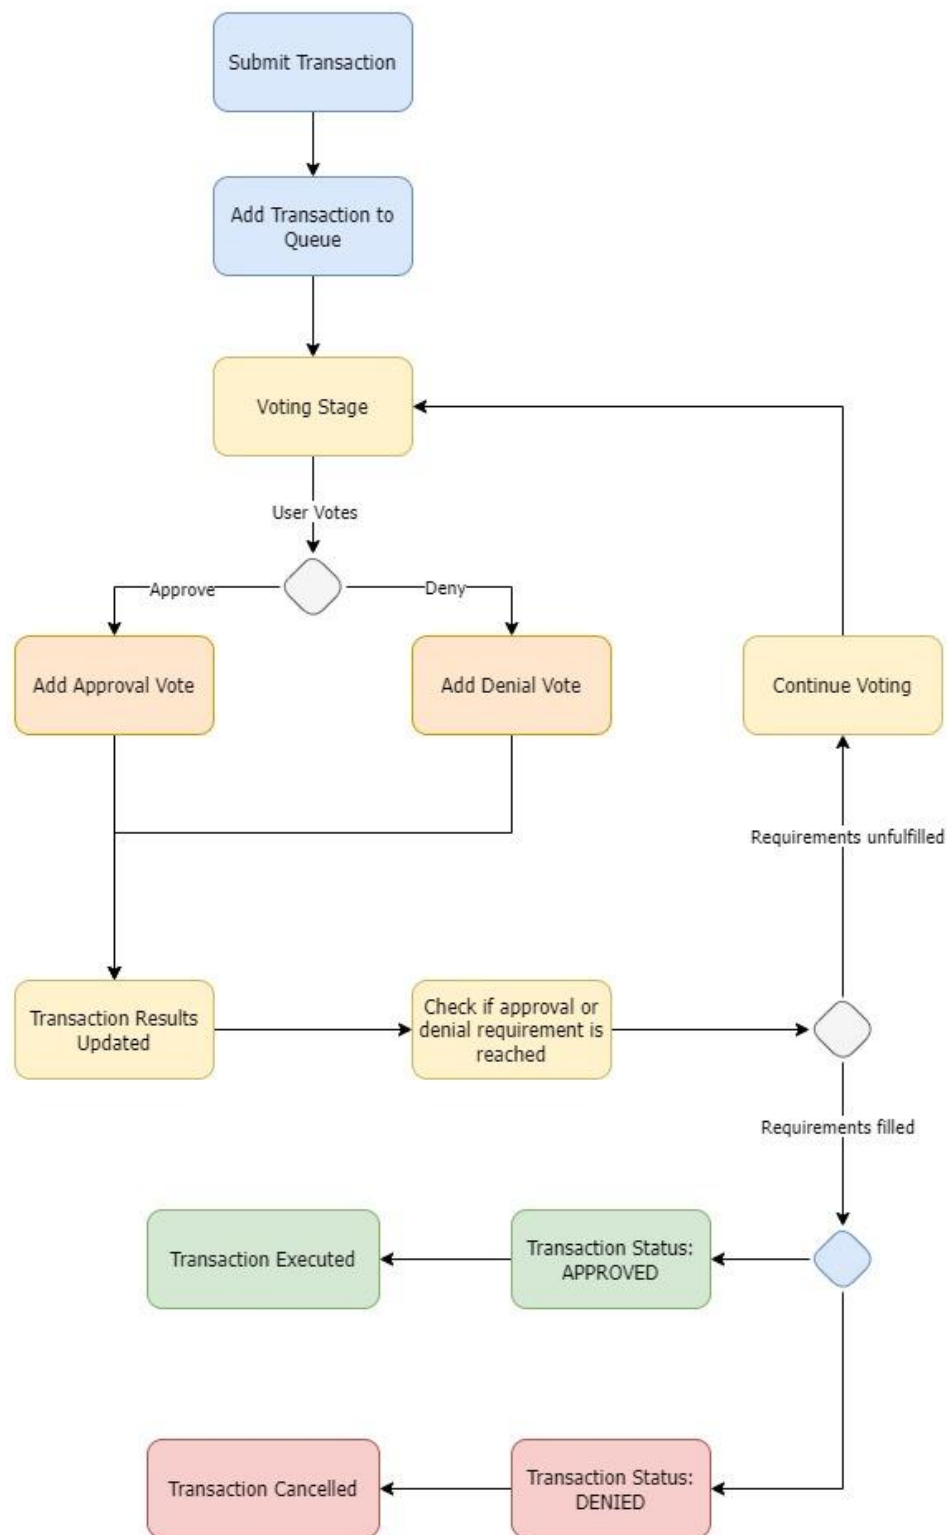 Submit Transaction
Add Transaction to
Queue
Voting Stage
User Votes
Approve
Deny
Add Approval Vote
Add Denial Vote
Continue Voting
Requirements unfulfilled
Transaction Results
Updated
Check if approval or
denial requirement is
reached
Requirements filled
Transaction Executed
Transaction Status:
APPROVED
Transaction Cancelled
Transaction Status:
DENIED